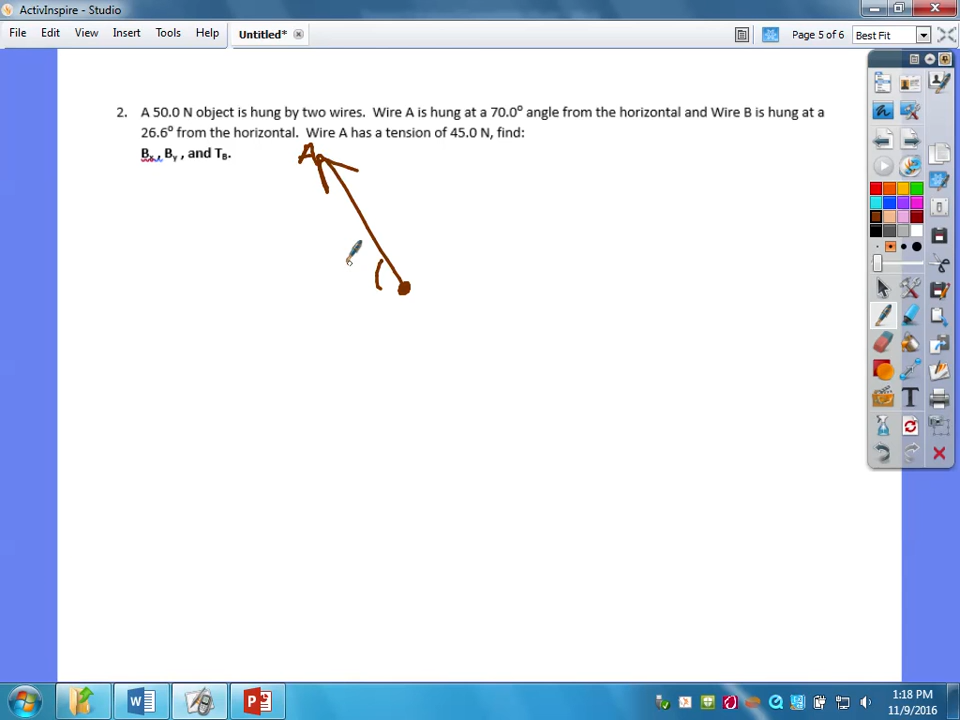 ActivInspire - Studio
File Edit View Insert Tools Help Untitled* Page 5 of 6 Best Fit
2. A 50.0 N object is hung by two wires. Wire A is hung at a 70.0° angle from the horizontal and Wire B is hung at a
26.6° from the horizontal. Wire A has a tension of 45.0 N, find:
Bx, By, and TB.
A
1:18 PM
11/9/2016